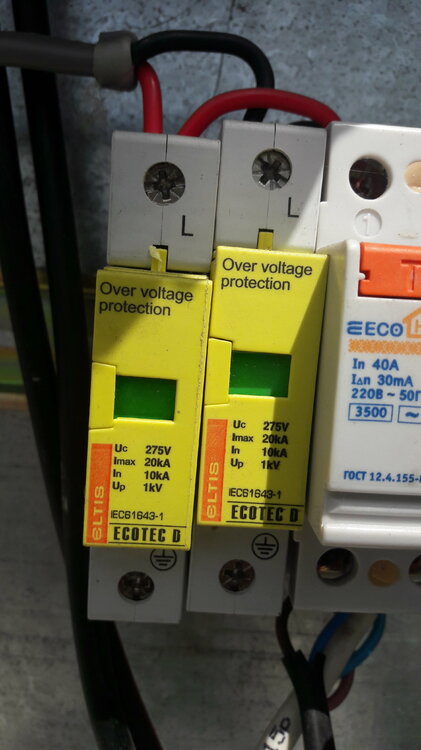 L
Over voltage
protection
Uc 275V
Imax 20kA
In 10kA
Up 1kV
ELTIS
IEC61643-1
ECOTEC D
L
Over voltage
protection
Uc 275V
Imax 20kA
In 10kA
Up 1kV
ELTIS
IEC61643-1
ECOTEC D
1
T
ECO
In 40A
I∆n 30mA
220В ~ 50Г
3500 ~
ГОСТ 12.4.155-